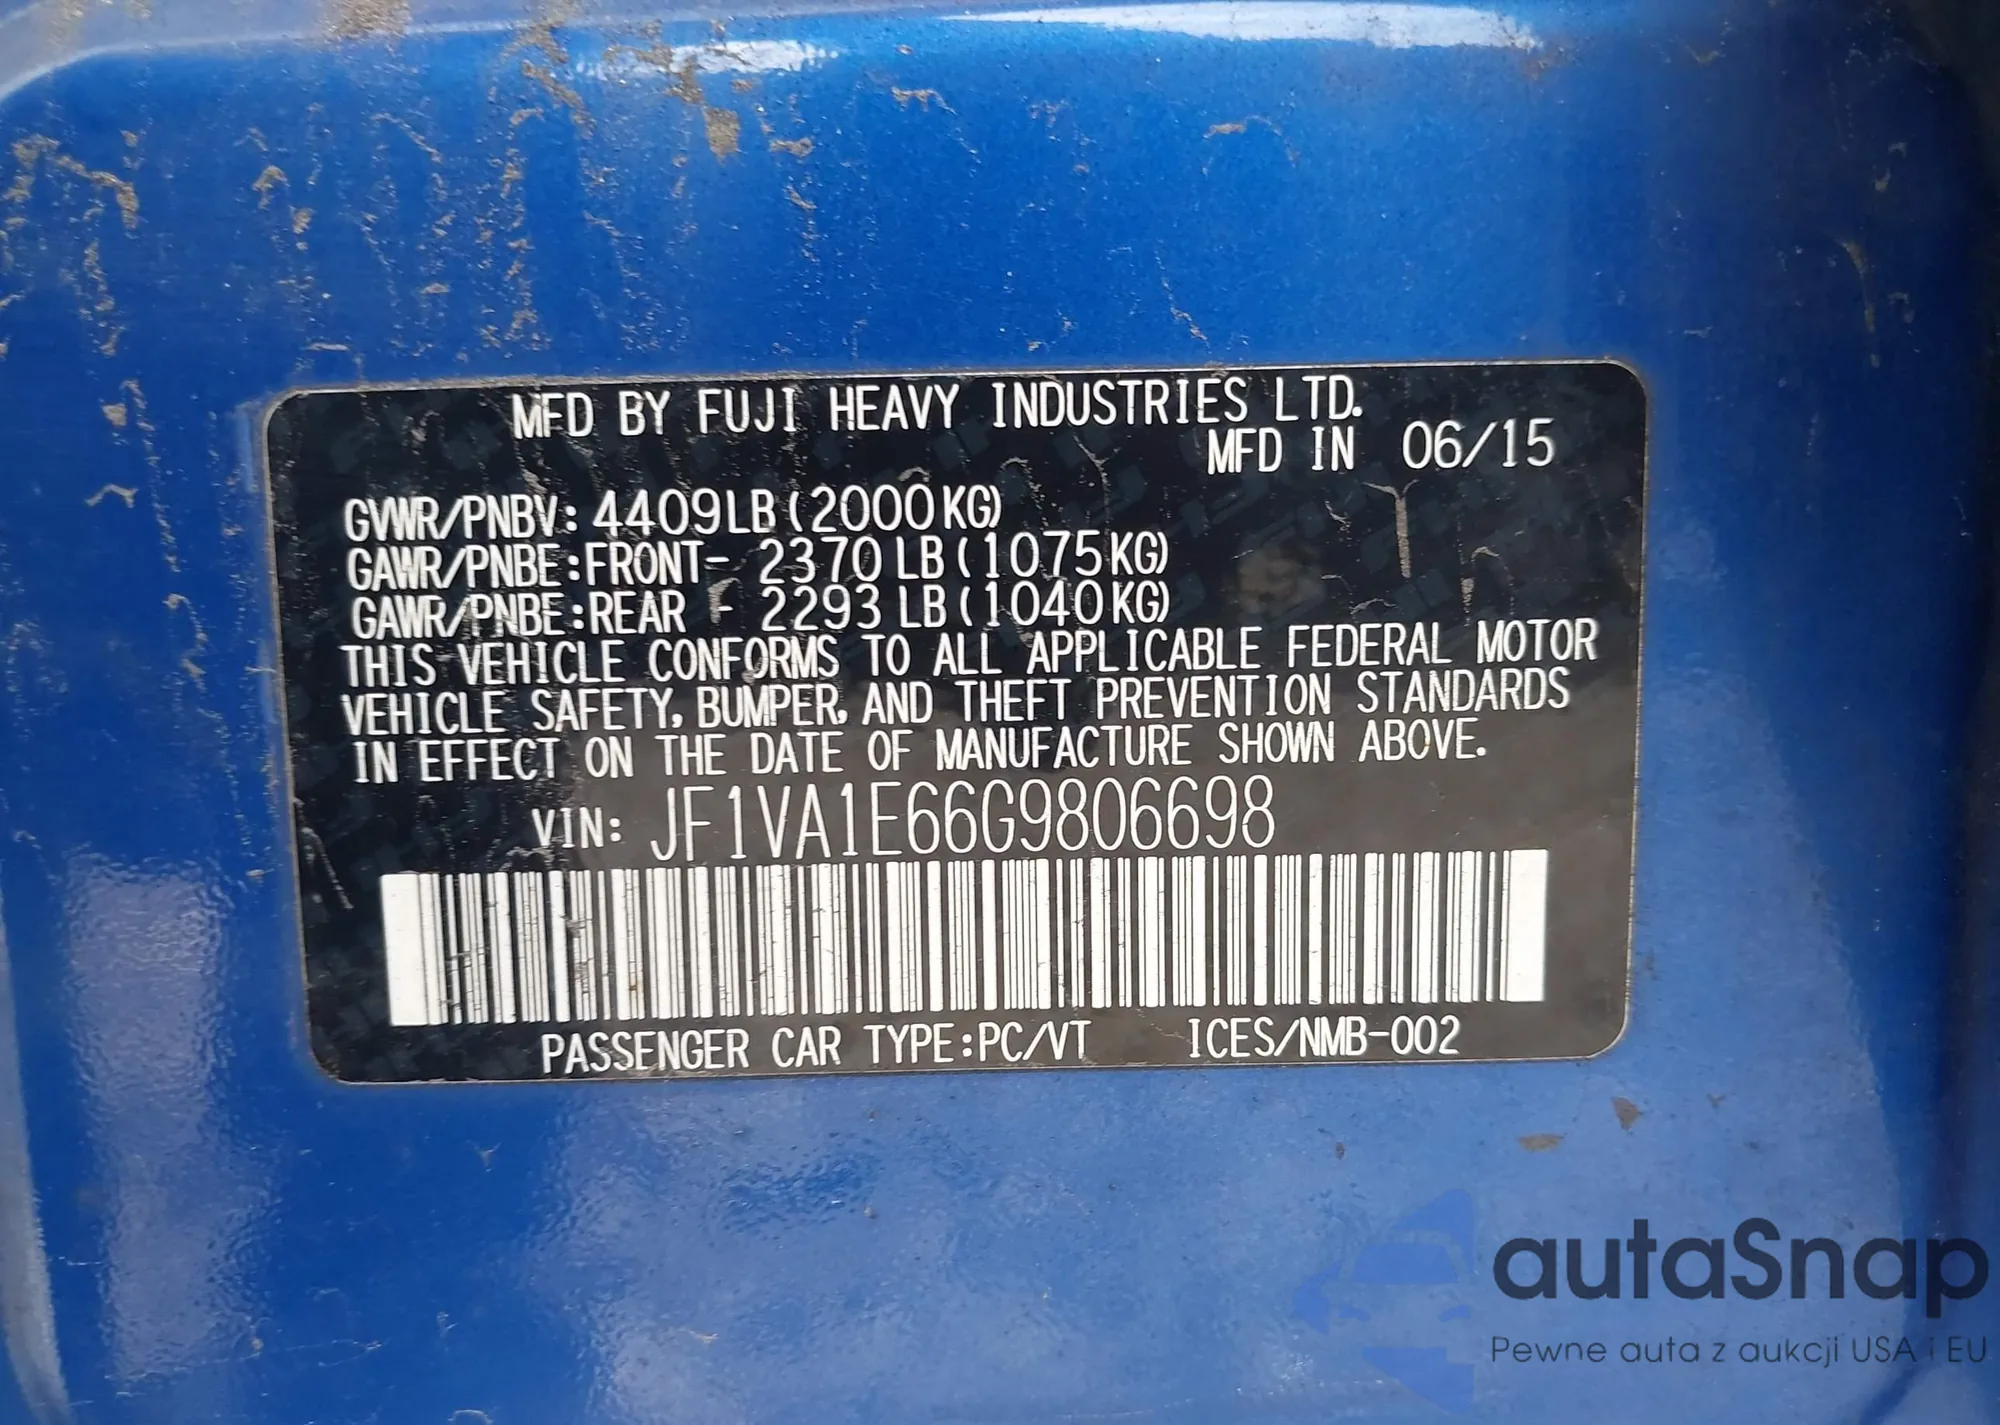 MFD BY FUJI HEAVY INDUSTRIES LTD.
MFD IN 06/15
GVWR/PNBV: 4409LB (2000KG)
GAWR/PNBE:FRONT- 2370 LB (1075KG)
GAWR/PNBE:REAR - 2293 LB (1040KG)
THIS VEHICLE CONFORMS TO ALL APPLICABLE FEDERAL MOTOR
VEHICLE SAFETY, BUMPER, AND THEFT PREVENTION STANDARDS
IN EFFECT ON THE DATE OF MANUFACTURE SHOWN ABOVE.
VIN: JF1VA1E66G9806698
PASSENGER CAR TYPE:PC/VT ICES/NMB-002
autaSnap
Pewne auta z aukcji USA i EU